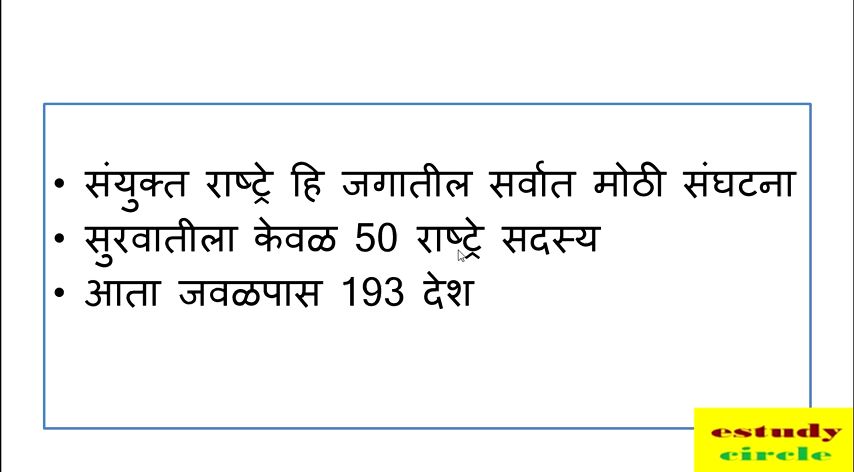 • संयुक्त राष्ट्रे हि जगातील सर्वात मोठी संघटना
• सुरवातीला केवळ 50 राष्ट्रे सदस्य
• आता जवळपास 193 देश
estudy
circle